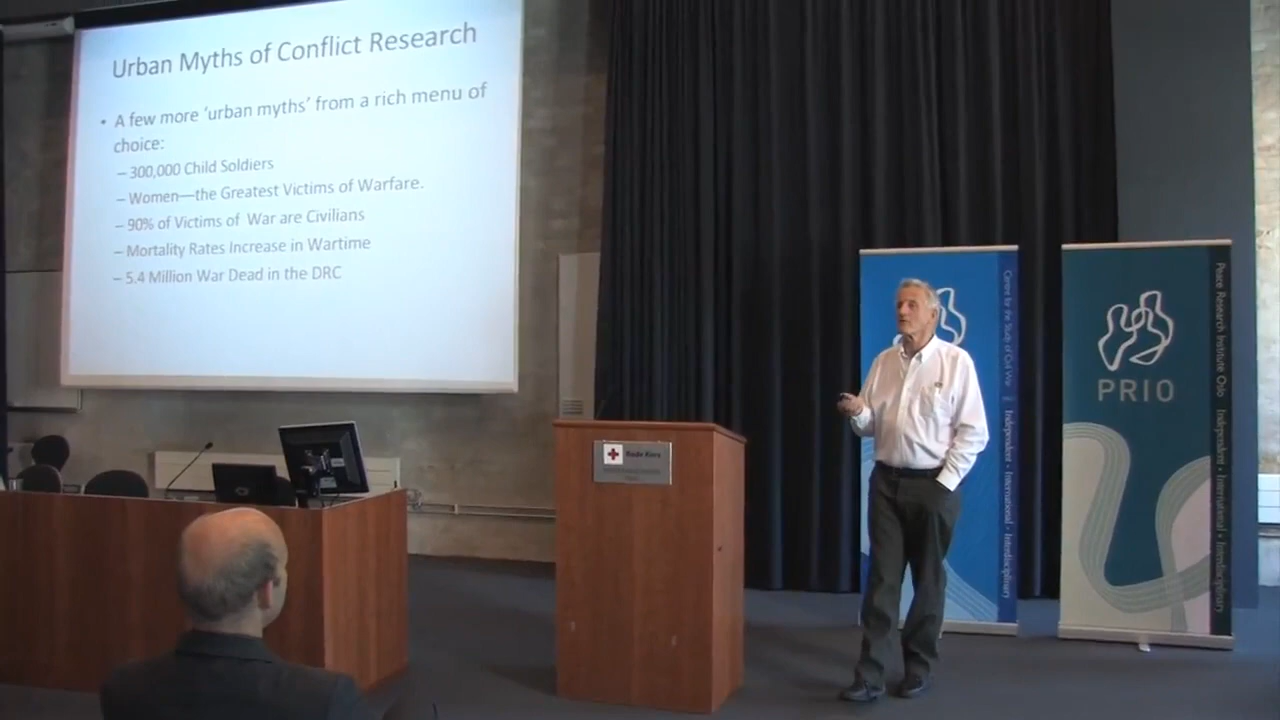 Urban Myths of Conflict Research
• A few more ‘urban myths’ from a rich menu of
choice:
– 300,000 Child Soldiers
– Women—the Greatest Victims of Warfare.
– 90% of Victims of War are Civilians
– Mortality Rates Increase in Wartime
– 5.4 Million War Dead in the DRC
Røde Kors
Centre for the Study of Civil War
Independent • International • Interdisciplinary
PRIO
Peace Research Institute Oslo
Independent • International • Interdisciplinary